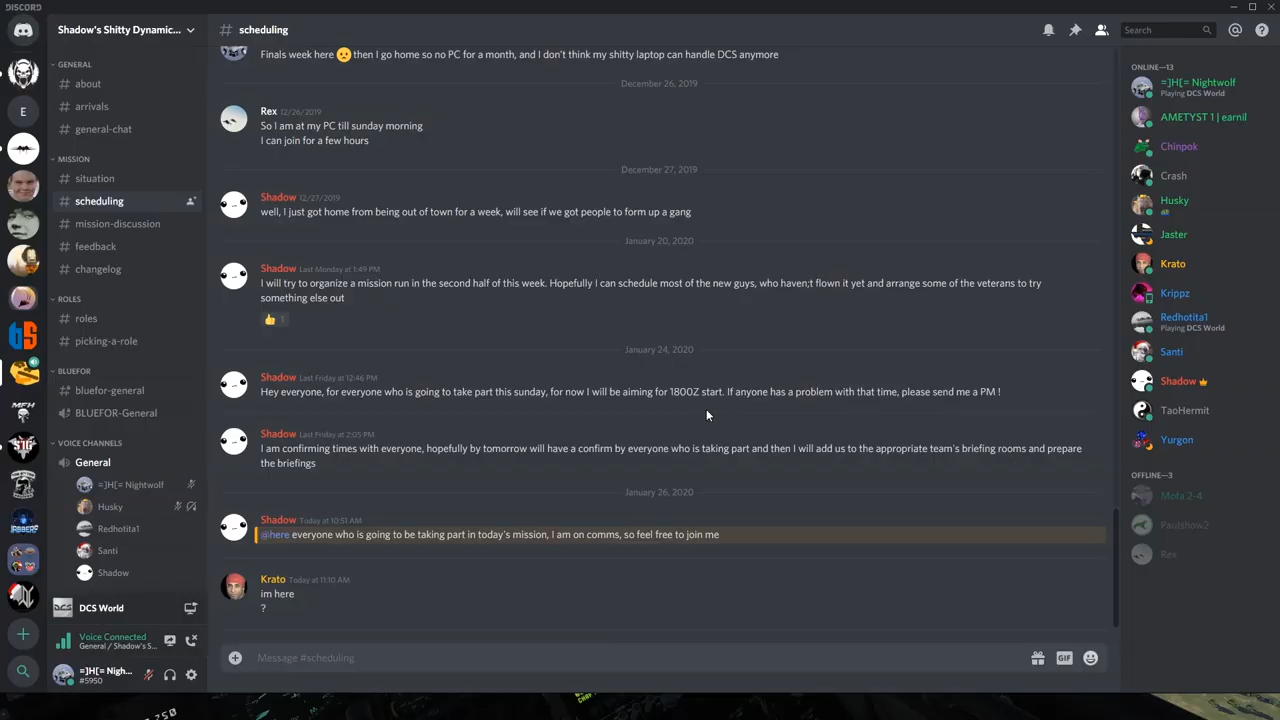 DISCORD
Shadow's Shitty Dynamic...
# scheduling
Search
GENERAL
# about
# arrivals
# general-chat
MISSION
# situation
# scheduling
# mission-discussion
# feedback
# changelog
ROLES
# roles
# picking-a-role
BLUEFOR
# bluefor-general
BLUEFOR-General
VOICE CHANNELS
General
=]H[= Nightwolf
Husky
Redhotita1
Santi
Shadow
DCS World
Voice Connected
General / Shadow's S...
=]H[= Nigh...
#5950
E
MFH
Finals week here then I go home so no PC for a month, and I don't think my shitty laptop can handle DCS anymore
December 26, 2019
Rex 12/26/2019
So I am at my PC till sunday morning
I can join for a few hours
December 27, 2019
Shadow 12/27/2019
well, I just got home from being out of town for a week, will see if we got people to form up a gang
January 20, 2020
Shadow Last Monday at 1:49 PM
I will try to organize a mission run in the second half of this week. Hopefully I can schedule most of the new guys, who haven;t flown it yet and arrange some of the veterans to try
something else out
1
January 24, 2020
Shadow Last Friday at 12:46 PM
Hey everyone, for everyone who is going to take part this sunday, for now I will be aiming for 1800Z start. If anyone has a problem with that time, please send me a PM !
Shadow Last Friday at 2:05 PM
I am confirming times with everyone, hopefully by tomorrow will have a confirm by everyone who is taking part and then I will add us to the appropriate team's briefing rooms and prepare
the briefings
January 26, 2020
Shadow Today at 10:51 AM
@here everyone who is going to be taking part in today's mission, I am on comms, so feel free to join me
Krato Today at 11:10 AM
im here
?
Message #scheduling
GIF
ONLINE—13
=]H[= Nightwolf
Playing DCS World
AMETYST 1 | earnil
Chinpok
Crash
Husky
Jaster
Krato
Krippz
Redhotita1
Playing DCS World
Santi
Shadow
TaoHermit
Yurgon
OFFLINE—3
Mofa 2-4
Paulshow2
Rex